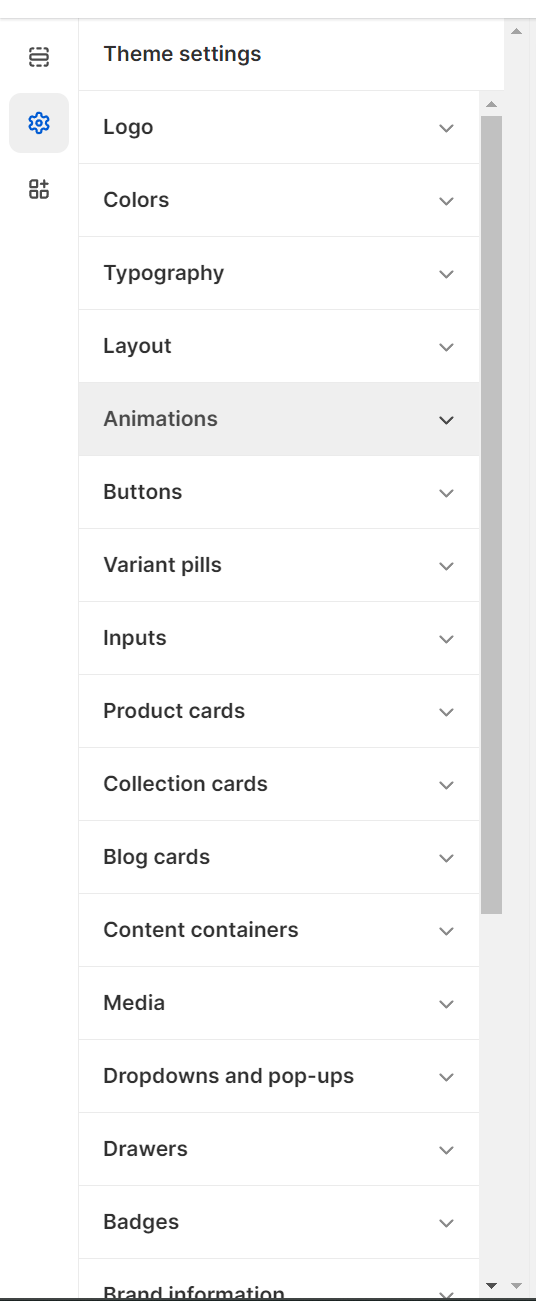 Theme settings
Logo
Colors
Typography
Layout
Animations
Buttons
Variant pills
Inputs
Product cards
Collection cards
Blog cards
Content containers
Media
Dropdowns and pop-ups
Drawers
Badges
Brand information